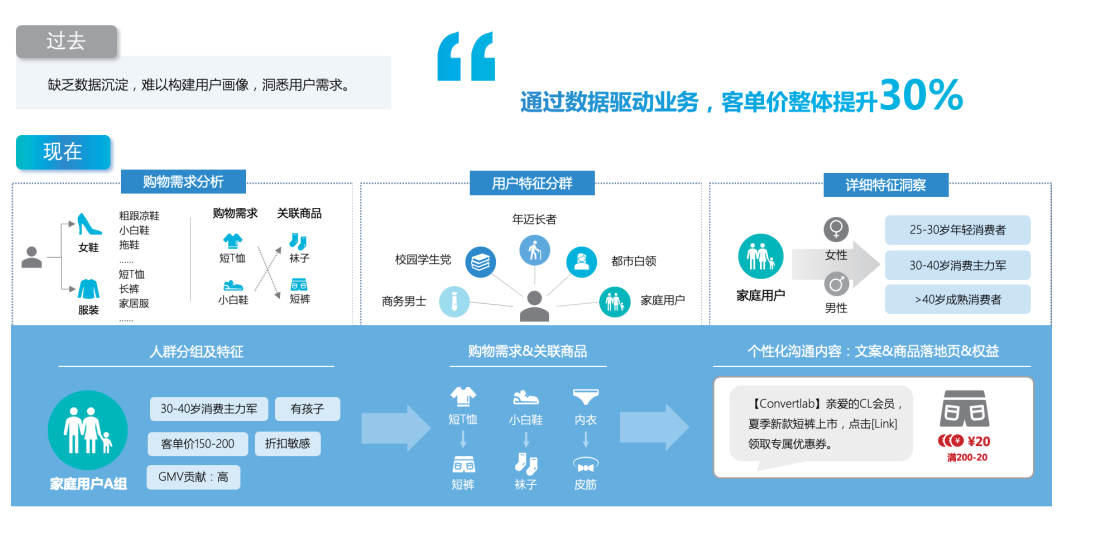 过去
缺乏数据沉淀，难以构建用户画像，洞悉用户需求。
通过数据驱动业务，客单价整体提升30%
现在
购物需求分析
女鞋
粗跟凉鞋
小白鞋
拖鞋
......
服装
短T恤
长裤
家居服
......
购物需求 关联商品
短T恤 袜子
小白鞋 短裤
用户特征分群
年迈长者
校园学生党 都市白领
商务男士 家庭用户
详细特征洞察
家庭用户
女性
男性
25-30岁年轻消费者
30-40岁消费主力军
>40岁成熟消费者
人群分组及特征
家庭用户A组
30-40岁消费主力军 有孩子
客单价150-200 折扣敏感
GMV贡献：高
购物需求&关联商品
短T恤 小白鞋 内衣
短裤 袜子 皮筋
个性化沟通内容：文案&商品落地页&权益
【Convertlab】亲爱的CL会员，
夏季新款短裤上市，点击[Link]
领取专属优惠券。
¥20
满200-20